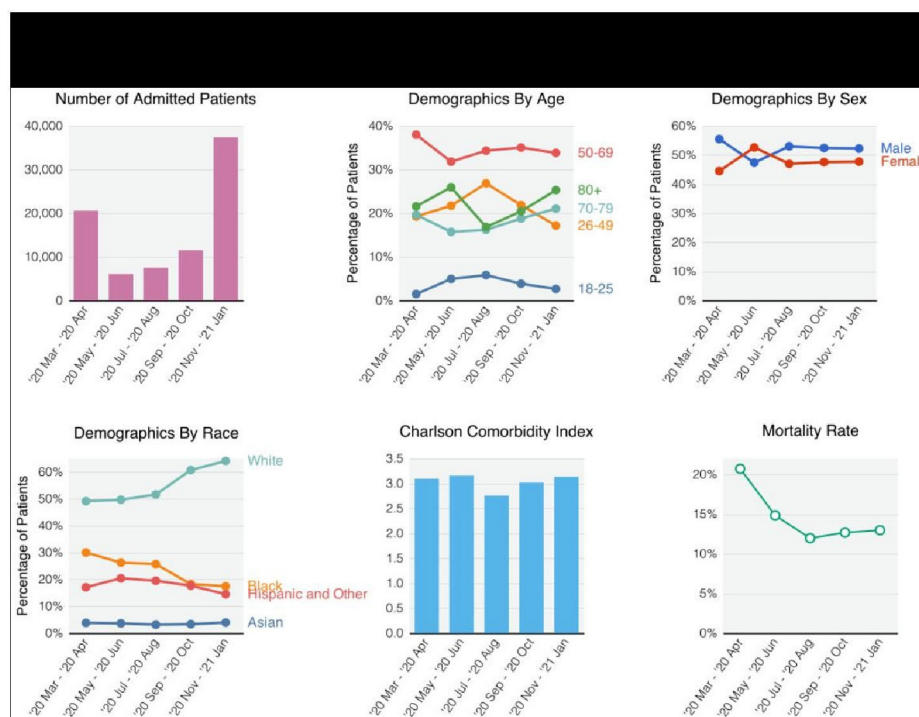 Number of Admitted Patients
40,000
30,000
20,000
10,000
0
'20 Mar - '20 Apr
'20 May - '20 Jun
'20 Jul - '20 Aug
'20 Sep - '20 Oct
'20 Nov - '21 Jan
Demographics By Age
Percentage of Patients
40%
30%
20%
10%
0%
50-69
80+
70-79
26-49
18-25
'20 Mar - '20 Apr
'20 May - '20 Jun
'20 Jul - '20 Aug
'20 Sep - '20 Oct
'20 Nov - '21 Jan
Demographics By Sex
Percentage of Patients
60%
50%
40%
30%
20%
10%
0%
Male
Femal
'20 Mar - '20 Apr
'20 May - '20 Jun
'20 Jul - '20 Aug
'20 Sep - '20 Oct
'20 Nov - '21 Jan
Demographics By Race
Percentage of Patients
60%
50%
40%
30%
20%
10%
0%
White
Black
Hispanic and Other
Asian
'20 Mar - '20 Apr
'20 May - '20 Jun
'20 Jul - '20 Aug
'20 Sep - '20 Oct
'20 Nov - '21 Jan
Charlson Comorbidity Index
3.5
3.0
2.5
2.0
1.5
1.0
0.5
0.0
'20 Mar - '20 Apr
'20 May - '20 Jun
'20 Jul - '20 Aug
'20 Sep - '20 Oct
'20 Nov - '21 Jan
Mortality Rate
20%
15%
10%
0%
'20 Mar - '20 Apr
'20 May - '20 Jun
'20 Jul - '20 Aug
'20 Sep - '20 Oct
'20 Nov - '21 Jan